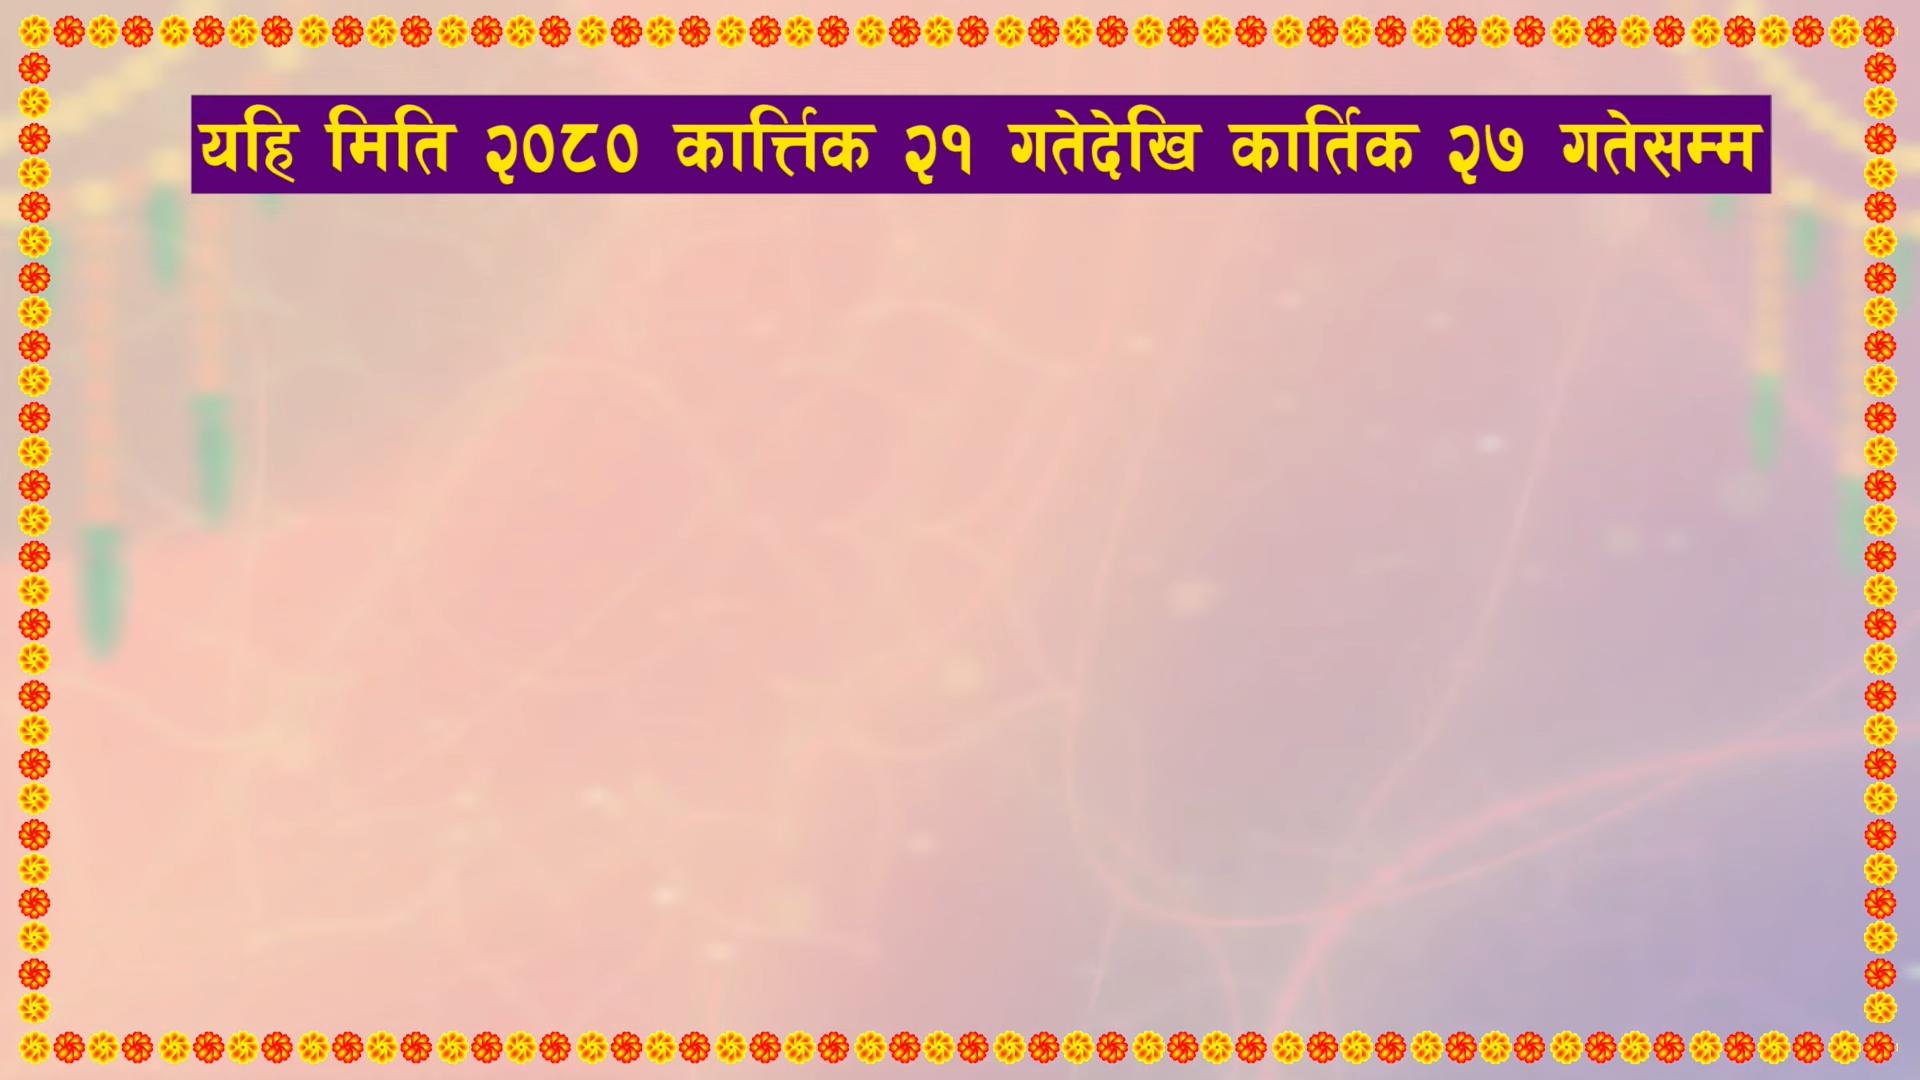 यहि मिति २०८० कार्त्तिक २१ गतेदेखि कार्तिक २७ गतेसम्म